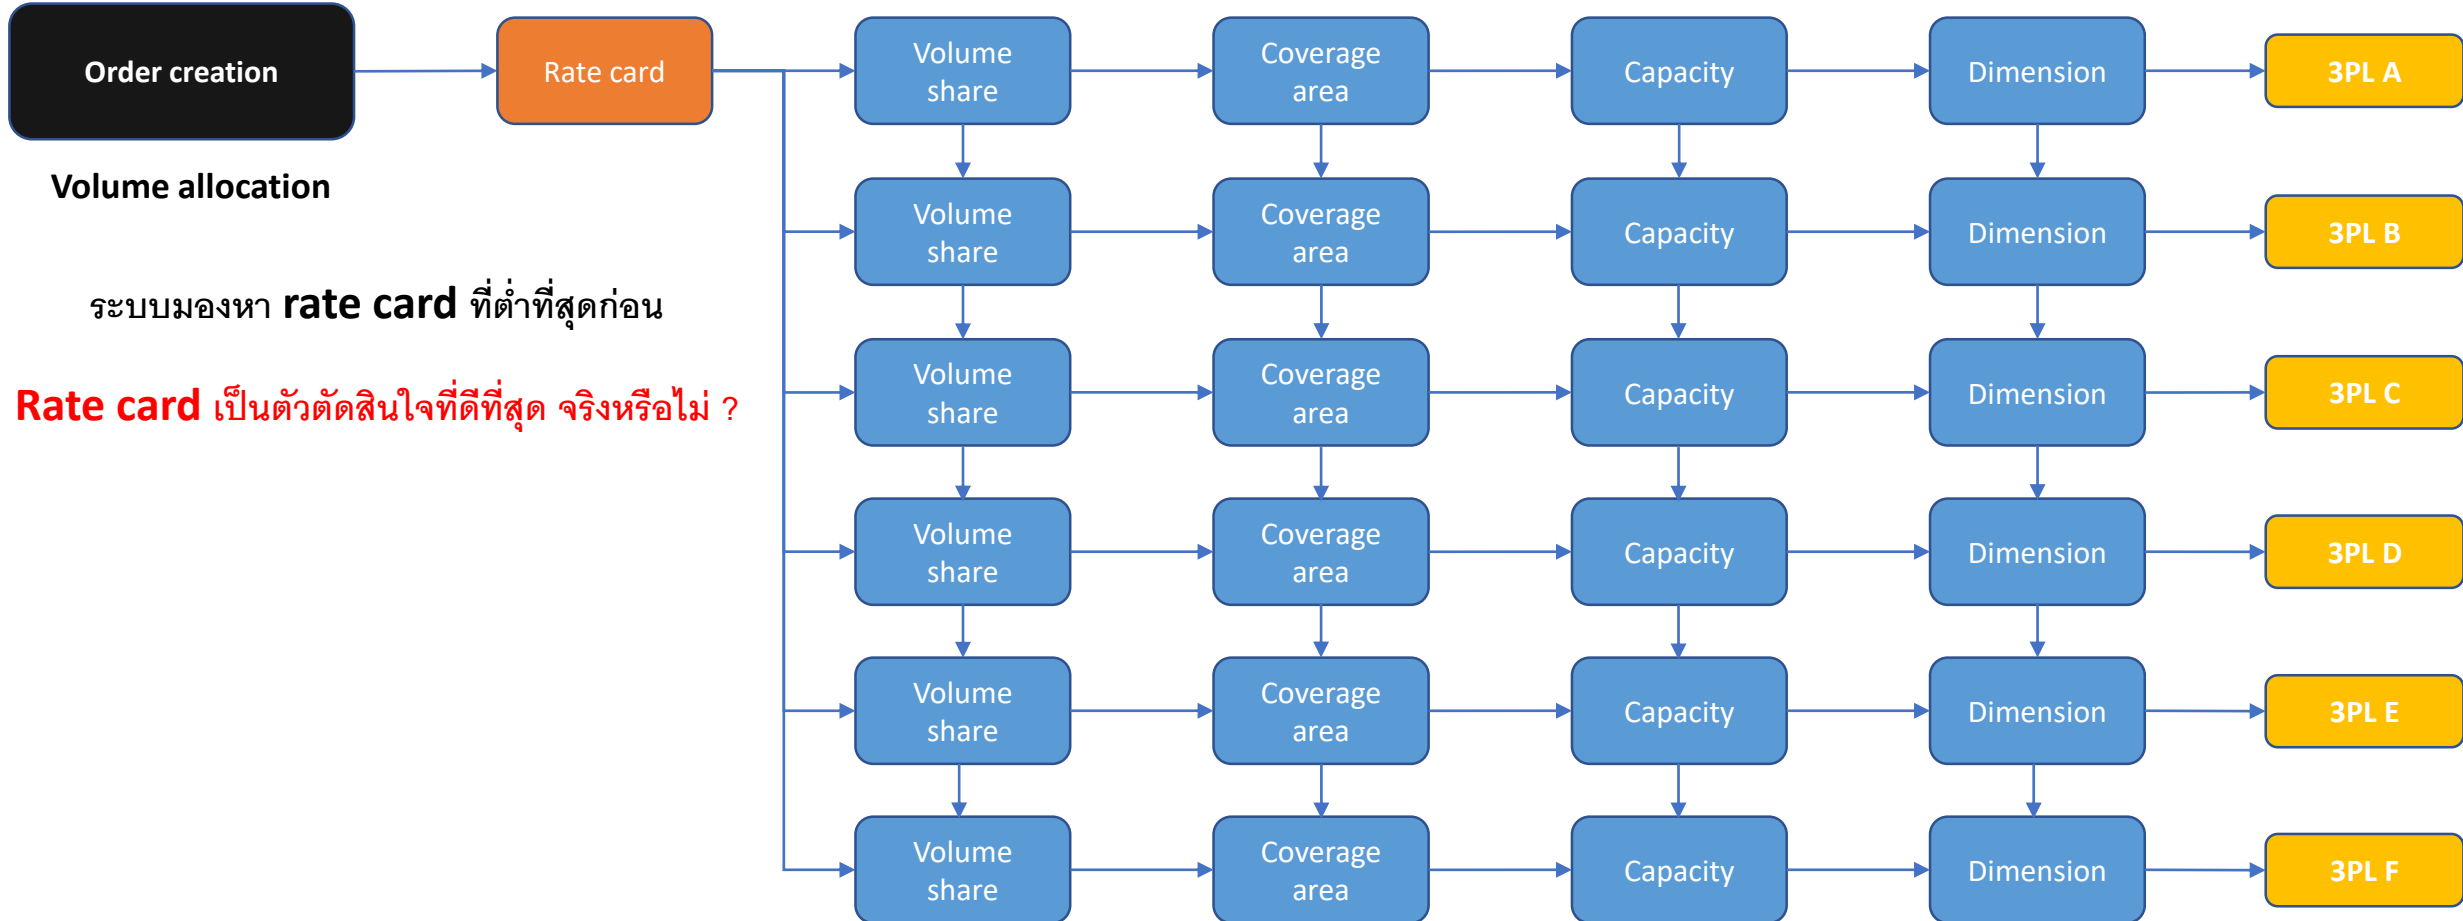 Order creation
Rate card
Volume
share
Coverage
area
Capacity
Dimension
3PL A
Volume allocation
Volume
share
Coverage
area
Capacity
Dimension
3PL B
ระบบมองหา rate card ที่ต่ำที่สุดก่อน
Rate card เป็นตัวตัดสินใจที่ดีที่สุด จริงหรือไม่ ?
Volume
share
Coverage
area
Capacity
Dimension
3PL C
Volume
share
Coverage
area
Capacity
Dimension
3PL D
Volume
share
Coverage
area
Capacity
Dimension
3PL E
Volume
share
Coverage
area
Capacity
Dimension
3PL F